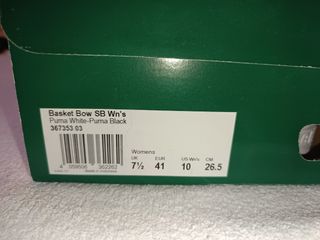 Basket Bow SB Wn's
Puma White-Puma Black
367353 03
Womens
UK EUR US Wn's CM
7½ 41 10 26.5